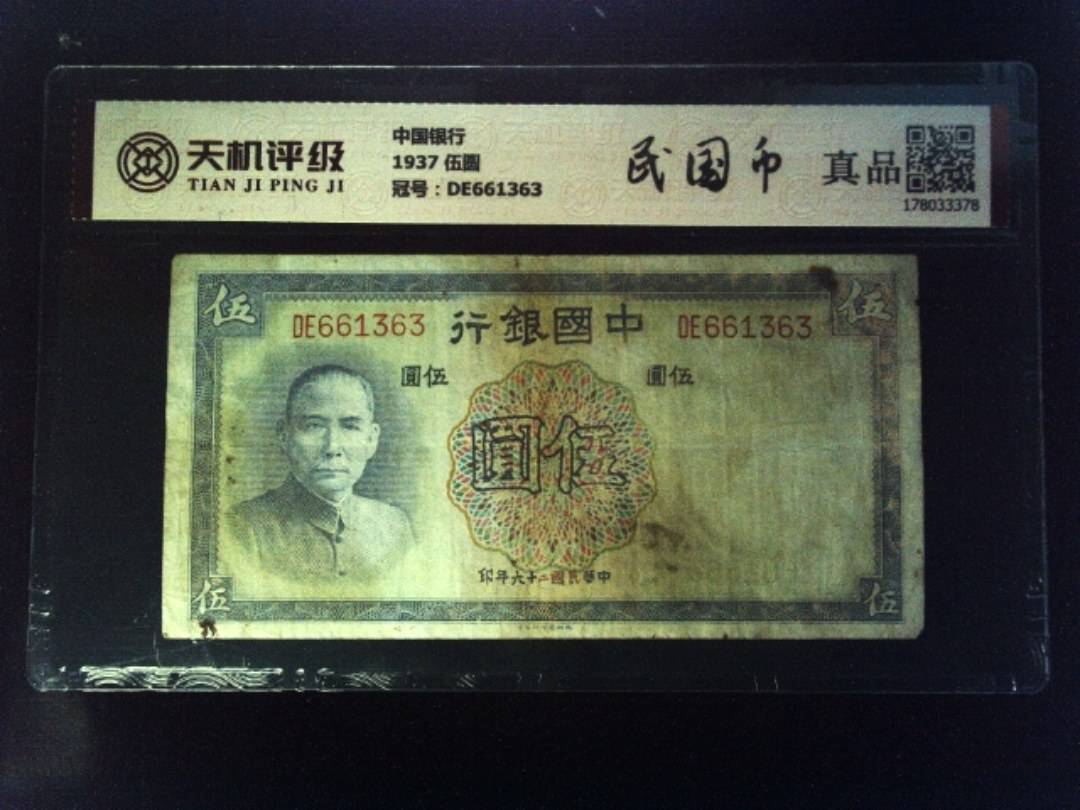 天机评级
TIAN JI PING JI
中国银行
1937 伍圆
冠号：DE661363
民国币
真品
178033378
伍
伍
DE661363
行銀國中
DE661363
圓伍
圓伍
圓伍
印年六十二國民華中
伍
伍